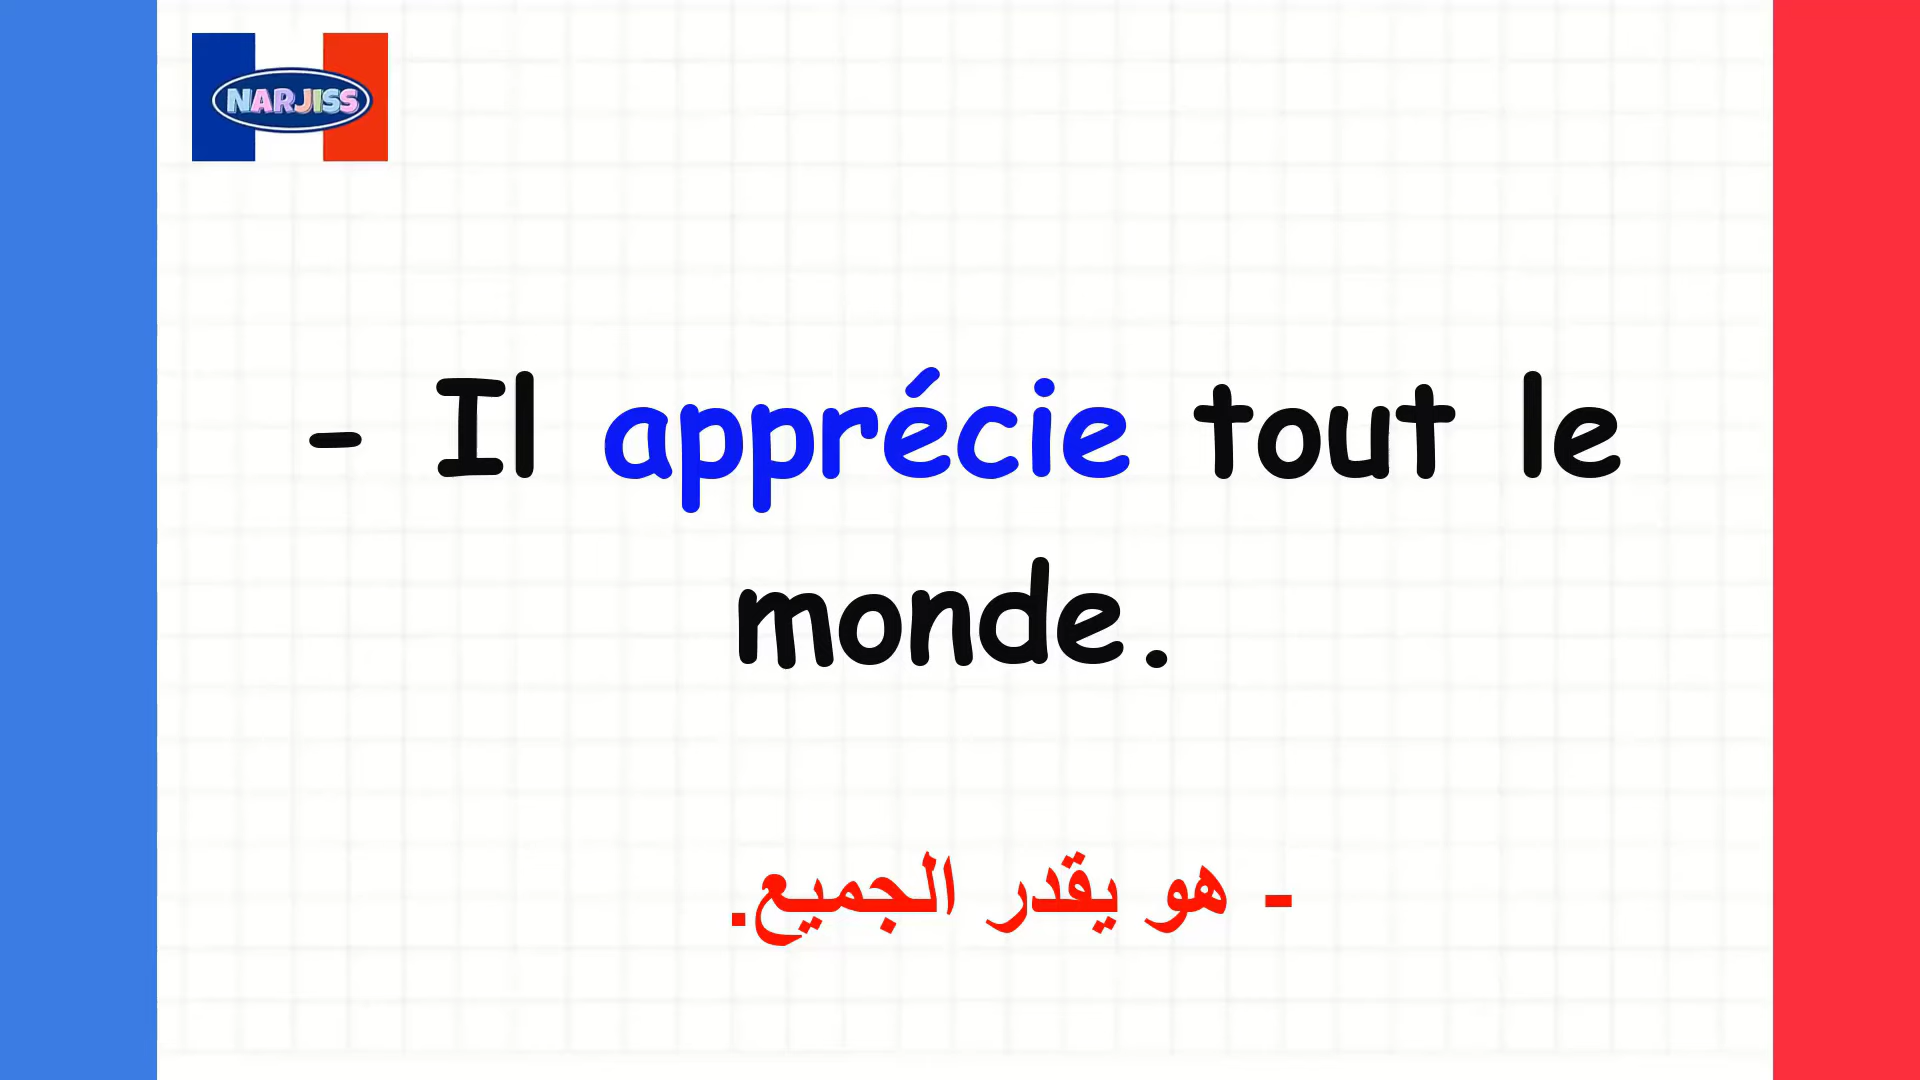 NARJISS
- Il apprécie tout le
monde.
- هو يقدر الجميع.